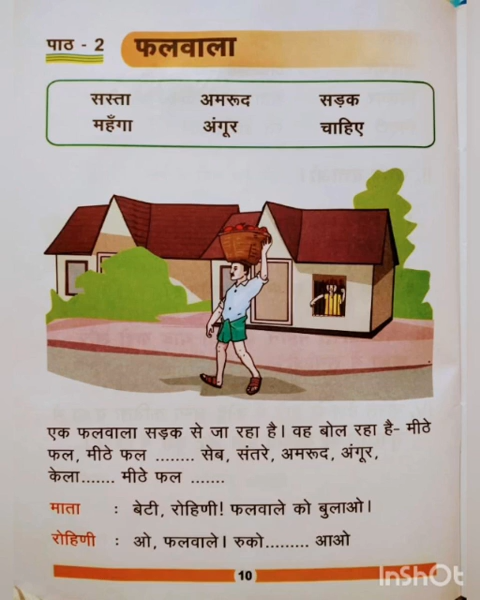 पाठ - 2 फलवाला
सस्ता अमरूद सड़क
महँगा अंगूर चाहिए
एक फलवाला सड़क से जा रहा है। वह बोल रहा है- मीठे
फल, मीठे फल ........ सेब, संतरे, अमरूद, अंगूर,
केला....... मीठे फल .......
माता : बेटी, रोहिणी! फलवाले को बुलाओ।
रोहिणी : ओ, फलवाले। रुको......... आओ
10
InShOt